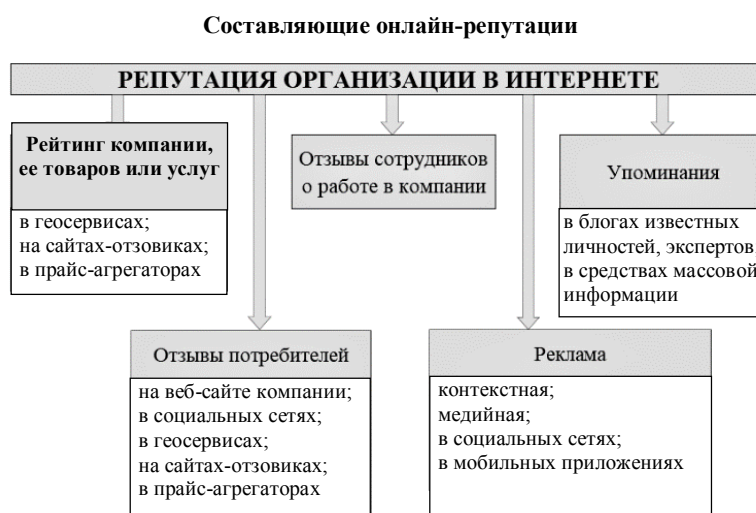 Составляющие онлайн-репутации
РЕПУТАЦИЯ ОРГАНИЗАЦИИ В ИНТЕРНЕТЕ
Рейтинг компании,
ее товаров или услуг
в геосервисах;
на сайтах-отзовиках;
в прайс-агрегаторах
Отзывы сотрудников
о работе в компании
Упоминания
в блогах известных
личностей, экспертов
в средствах массовой
информации
Отзывы потребителей
на веб-сайте компании;
в социальных сетях;
в геосервисах;
на сайтах-отзовиках;
в прайс-агрегаторах
Реклама
контекстная;
медийная;
в социальных сетях;
в мобильных приложениях